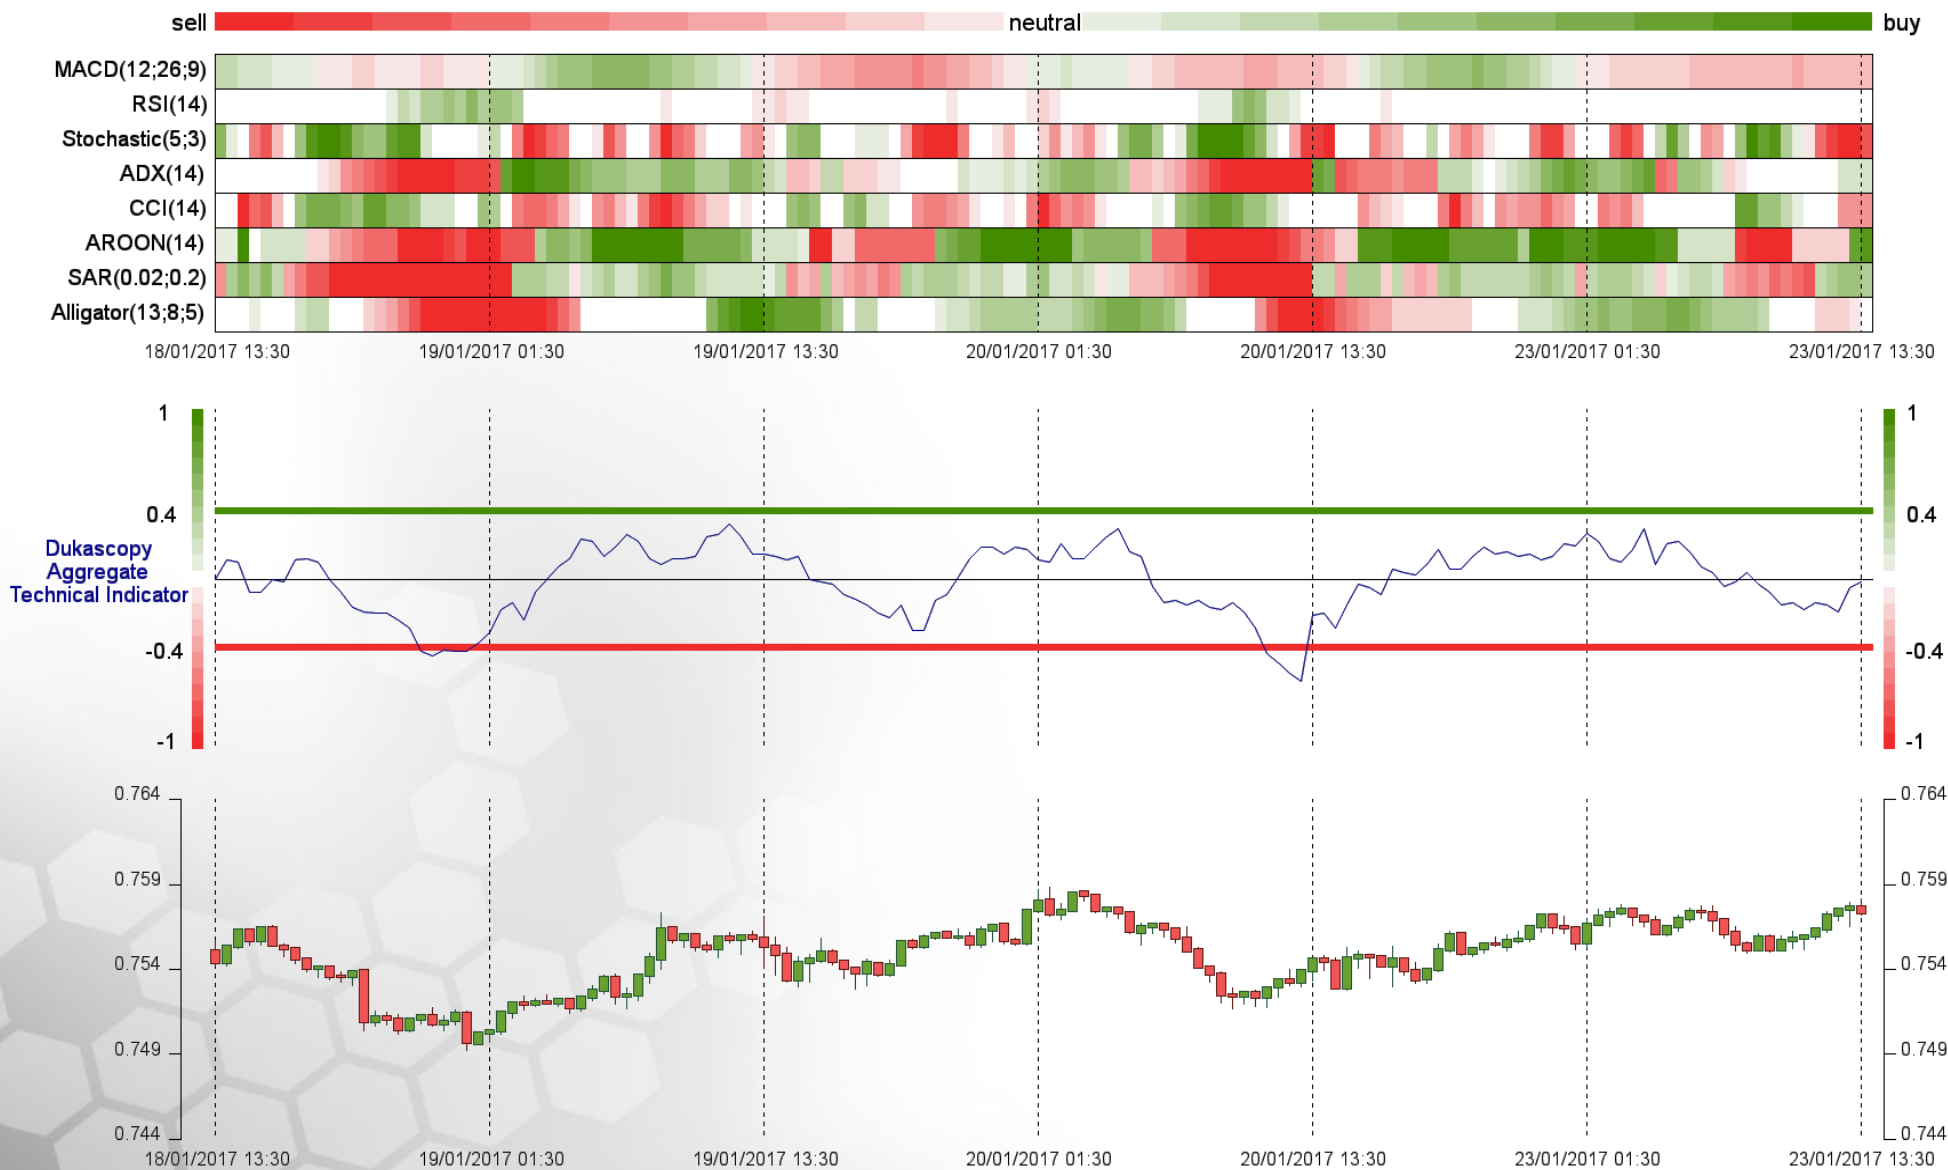 sell neutral buy
MACD(12;26;9)
RSI(14)
Stochastic(5;3)
ADX(14)
CCI(14)
AROON(14)
SAR(0.02;0.2)
Alligator(13;8;5)
18/01/2017 13:30 19/01/2017 01:30 19/01/2017 13:30 20/01/2017 01:30 20/01/2017 13:30 23/01/2017 01:30 23/01/2017 13:30
1 1
0.4 0.4
Dukascopy
Aggregate
Technical Indicator
-0.4 -0.4
-1 -1
0.764 0.764
0.759 0.759
0.754 0.754
0.749 0.749
0.744 0.744
18/01/2017 13:30 19/01/2017 01:30 19/01/2017 13:30 20/01/2017 01:30 20/01/2017 13:30 23/01/2017 01:30 23/01/2017 13:30